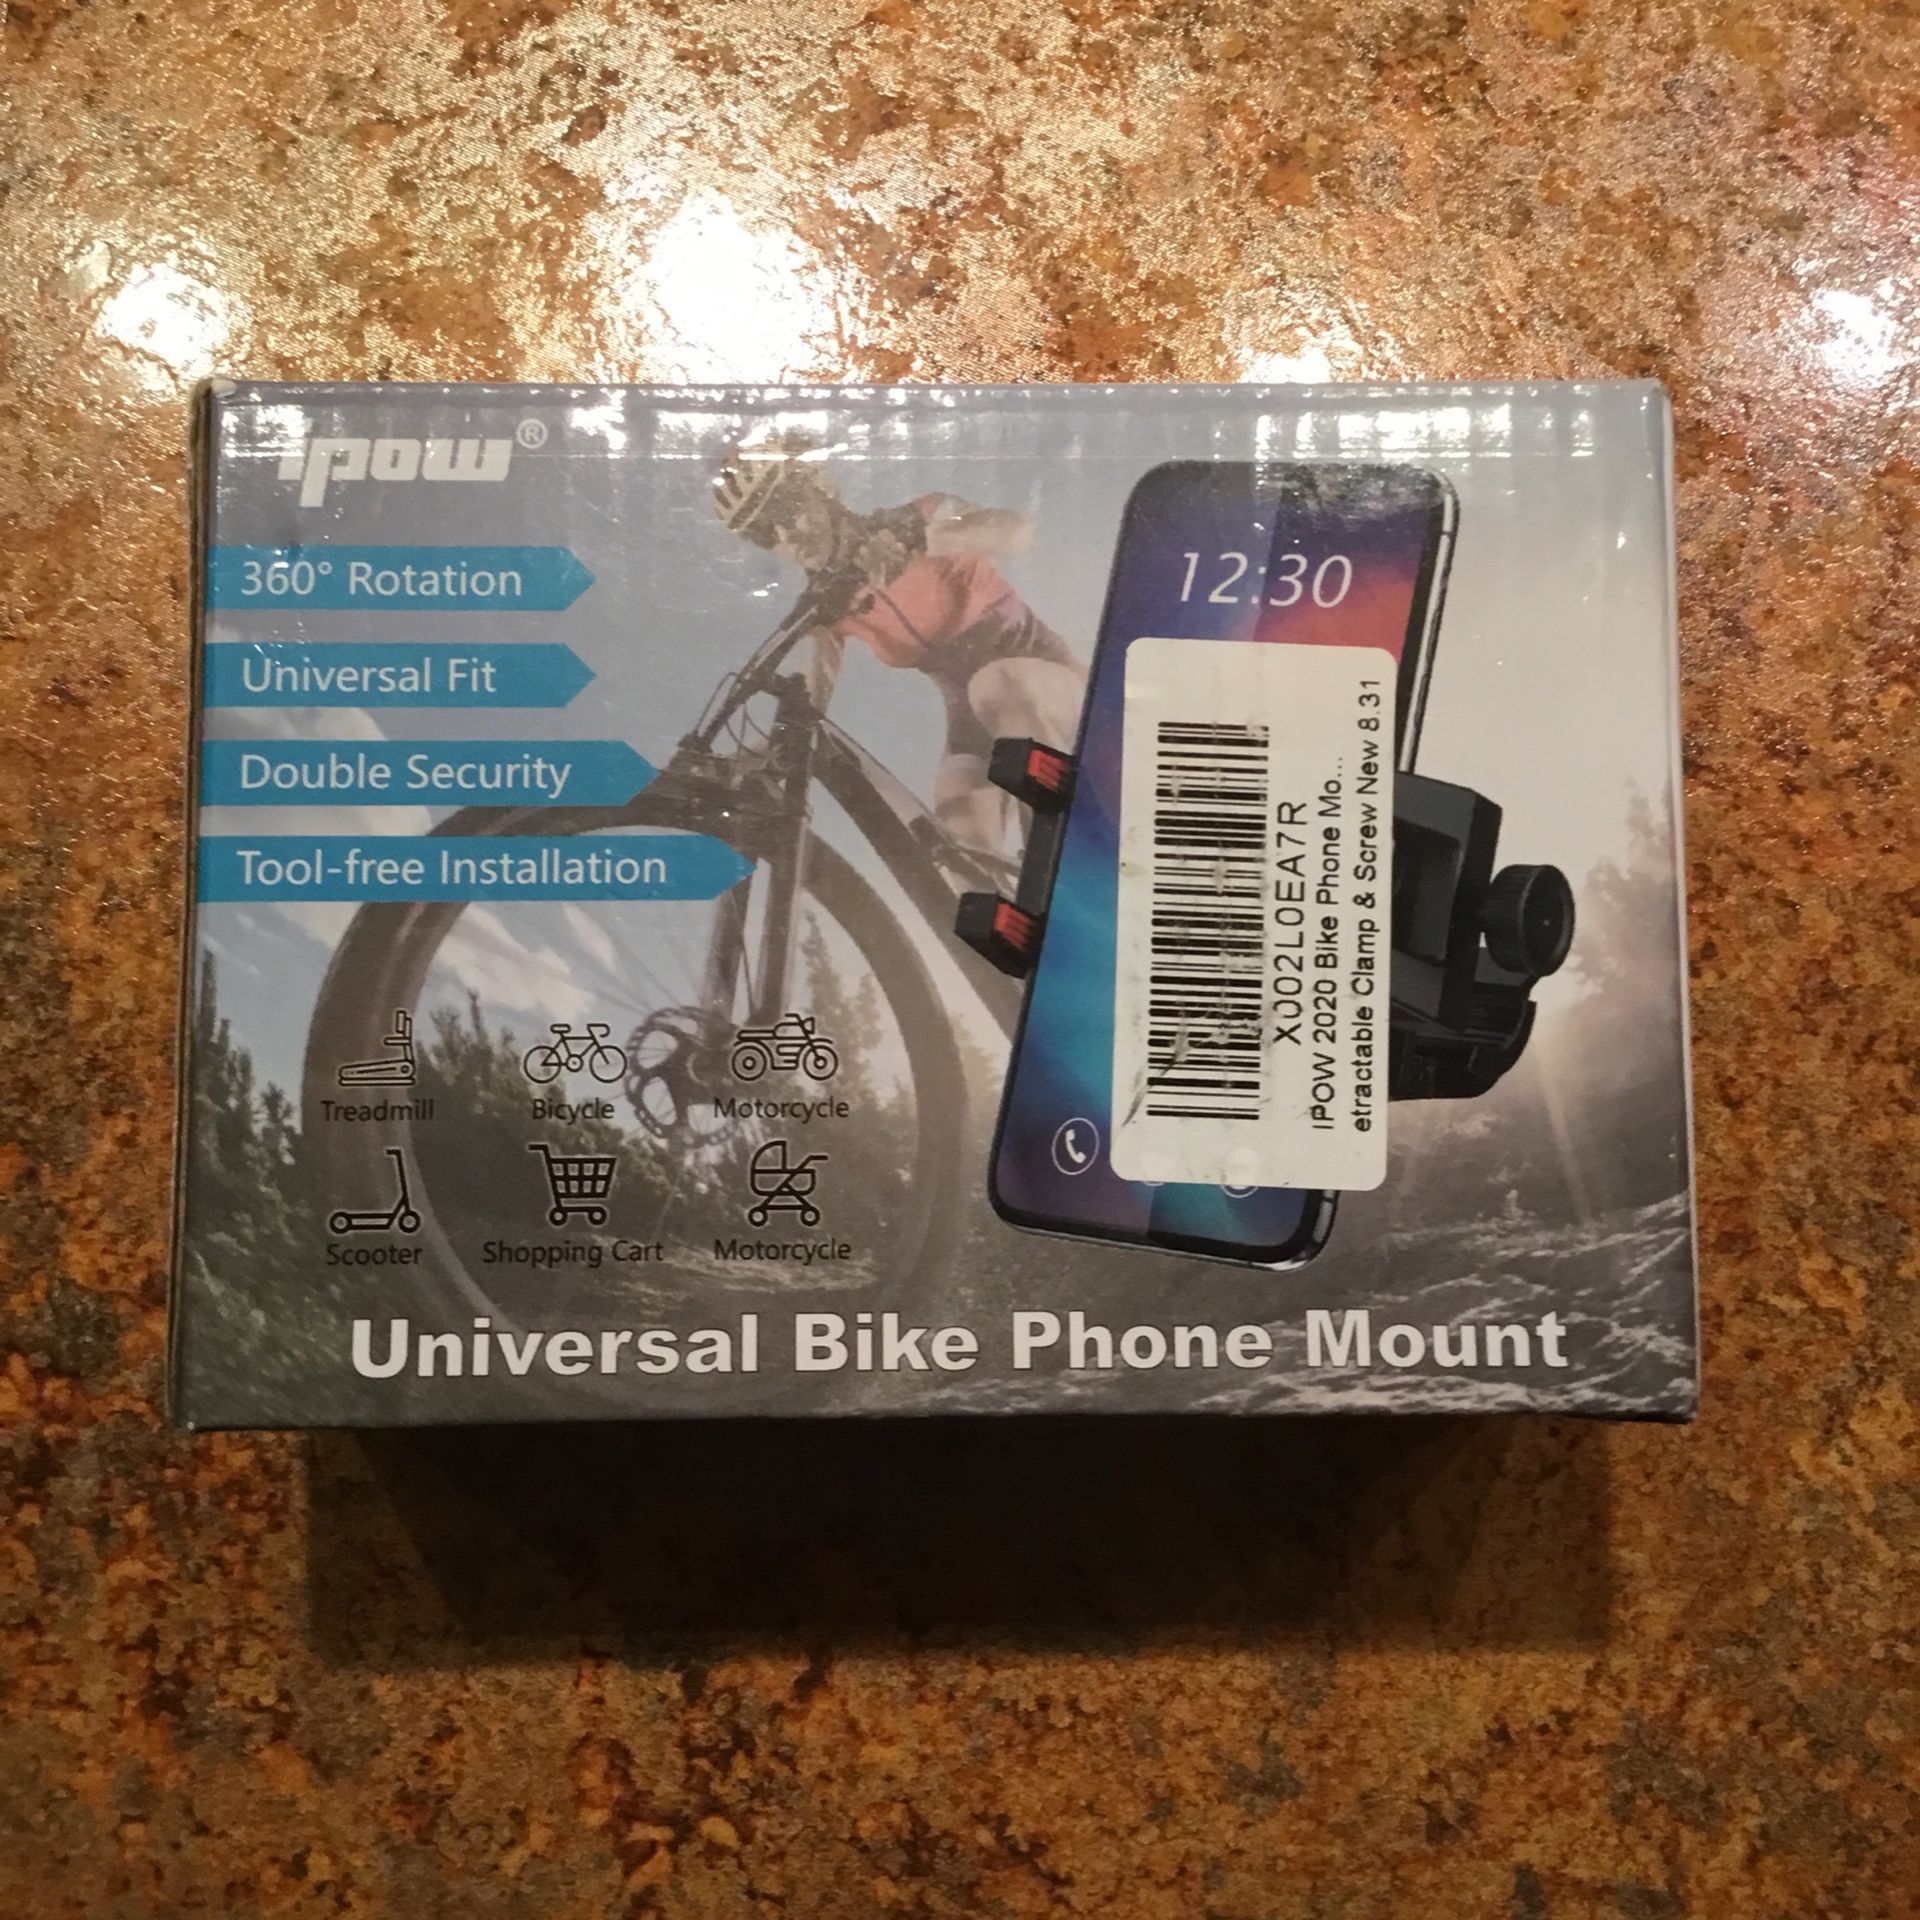 ipow®
360° Rotation
Universal Fit
Double Security
Tool-free Installation
12:30
X002L0EA7R
IPOW 2020 Bike Phone Mo...
etractable Clamp & Screw New 8.31
Treadmill
Bicycle
Motorcycle
Scooter
Shopping Cart
Motorcycle
Universal Bike Phone Mount